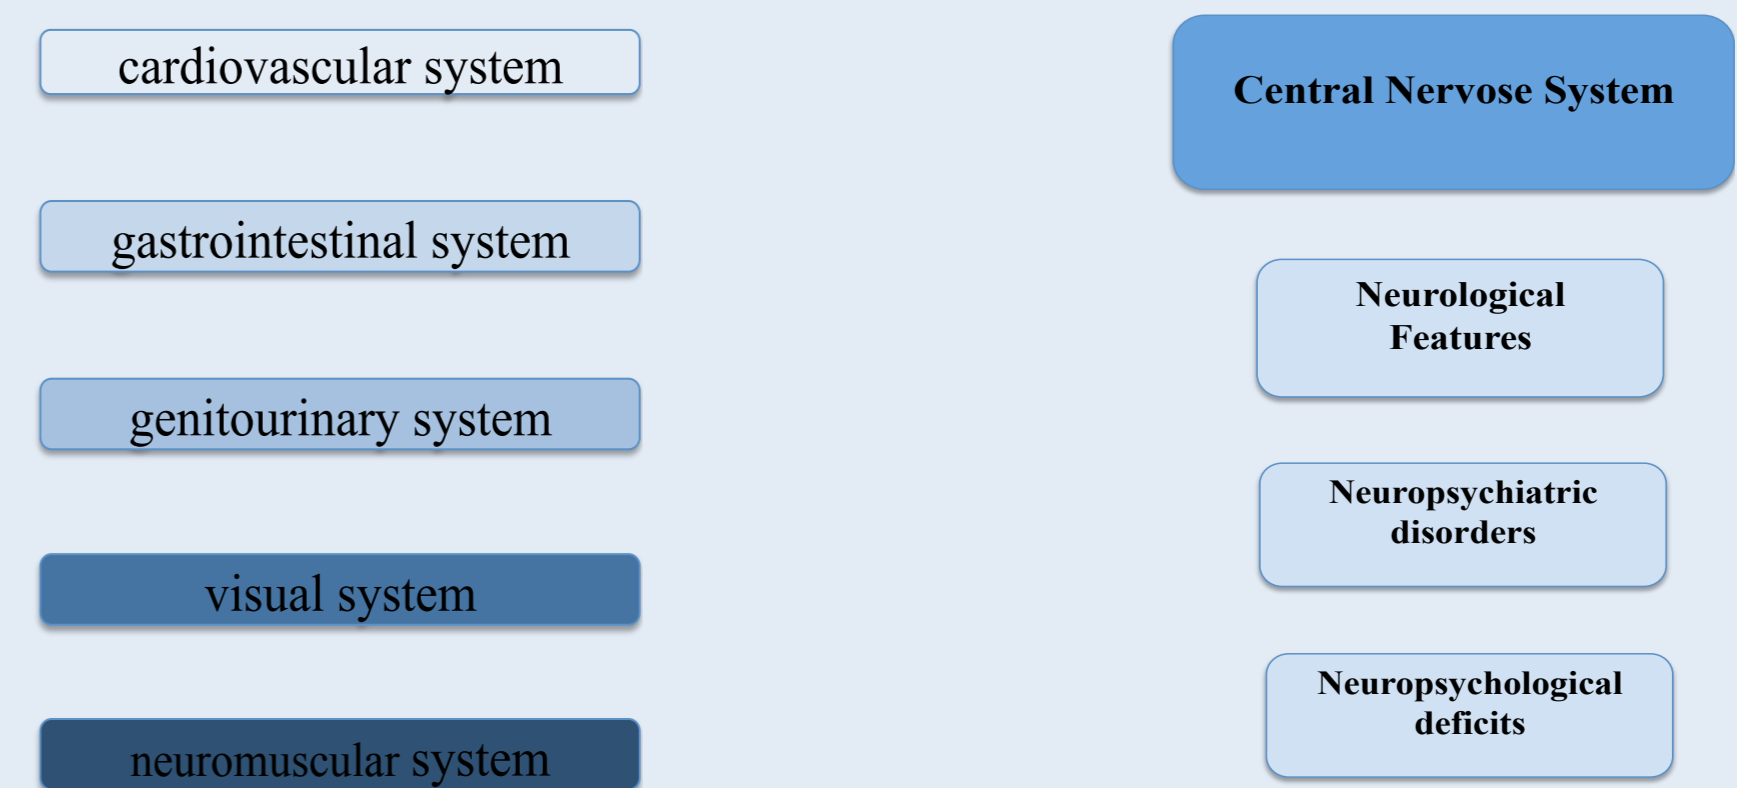 cardiovascular system
gastrointestinal system
genitourinary system
visual system
neuromuscular system
Central Nervose System
Neurological
Features
Neuropsychiatric
disorders
Neuropsychological
deficits